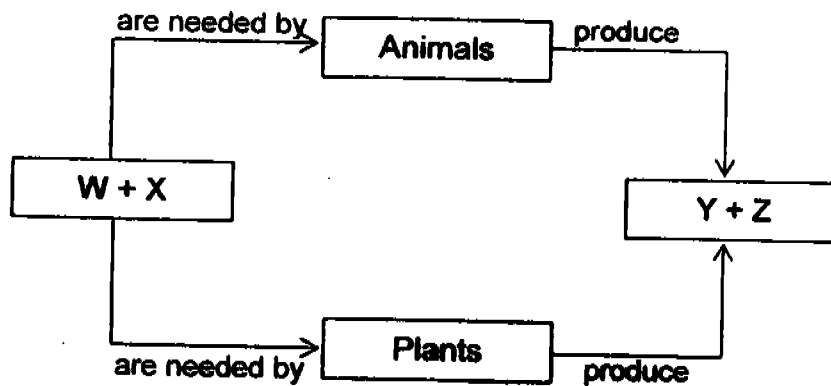 are needed by
Animals
produce
W + X
Y + Z
are needed by
Plants
produce